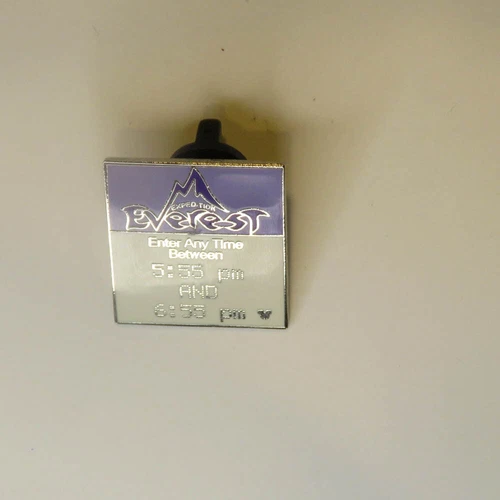 EXPEDITION
EVEREST
Enter Any Time
Between
5:55 pm
AND
6:55 pm